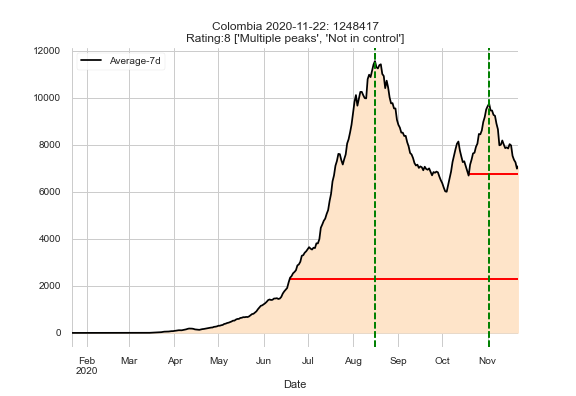 Colombia 2020-11-22: 1248417
Rating:8 ['Multiple peaks', 'Not in control']
Average-7d
12000
10000
8000
6000
4000
2000
0
Feb Mar Apr May Jun Jul Aug Sep Oct Nov
2020
Date